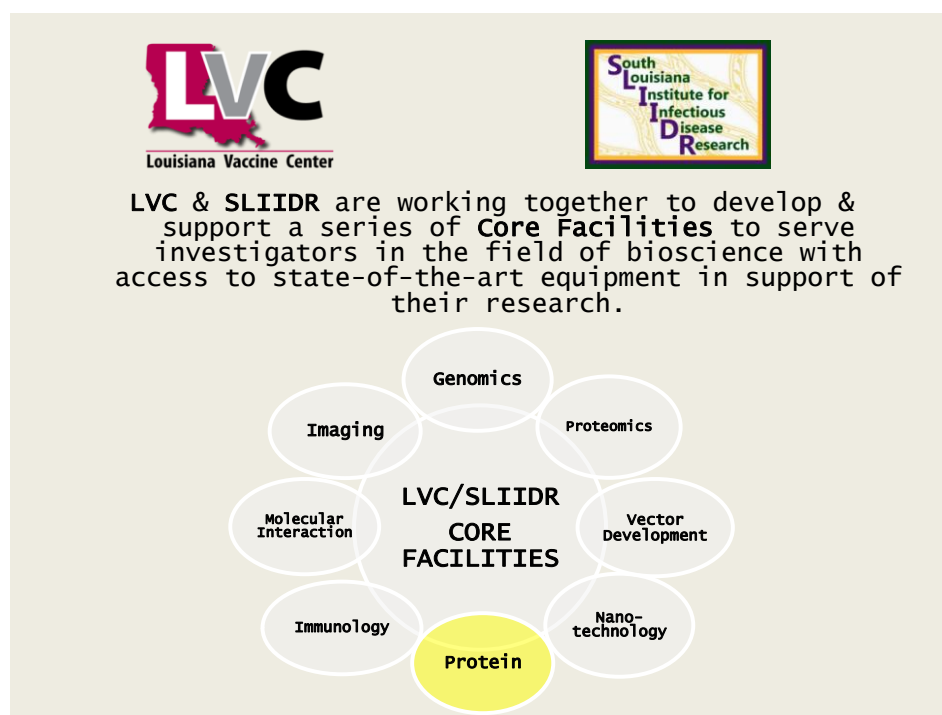 LVC
Louisiana Vaccine Center
South
Louisiana
Institute for
Infectious
Disease
Research
LVC & SLIIDR are working together to develop &
support a series of Core Facilities to serve
investigators in the field of bioscience with
access to state-of-the-art equipment in support of
their research.
Genomics
Imaging
Proteomics
LVC/SLIIDR
CORE
FACILITIES
Molecular
Interaction
Vector
Development
Immunology
Nano-
technology
Protein